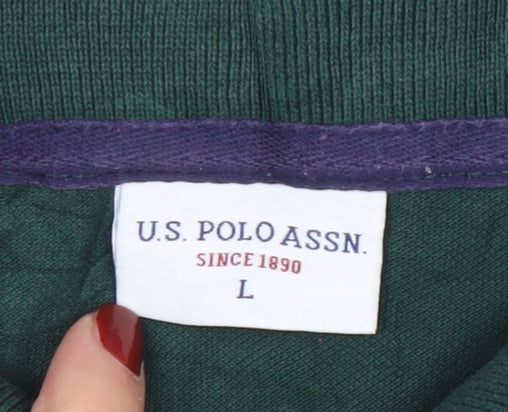 U.S. POLO ASSN.
SINCE 1890
L